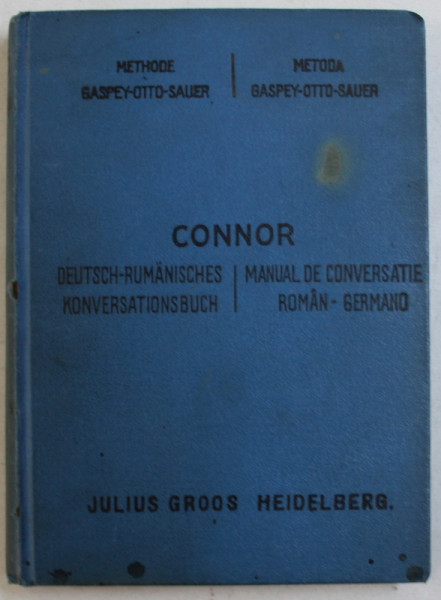 METHODE
GASPEY-OTTO-SAUER
METODA
GASPEY-OTTO-SAUER
CONNOR
DEUTSCH-RUMÄNISCHES
KONVERSATIONSBUCH
MANUAL DE CONVERSATIE
ROMÂN - GERMANO
JULIUS GROOS HEIDELBERG.